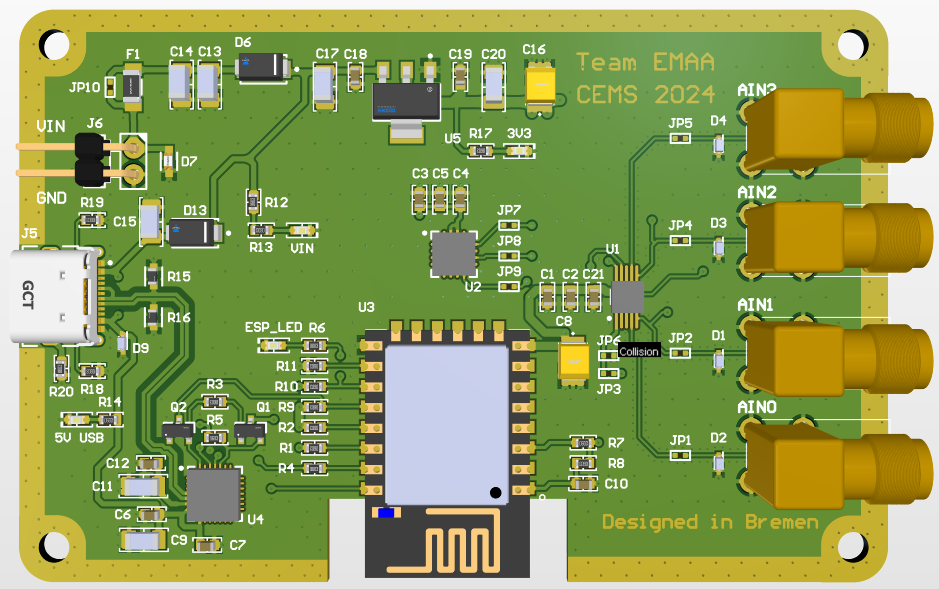 D6
F1
C14 C13
C17 C18
C19 C20
C16
Team EMAA
CEMS 2024
JP10
AIN3
VIN
J6
D7
U5
R17
3V3
JP5
D4
GND
R19
C15
D13
R12
C3 C5 C4
AIN2
JP7
JP4
D3
J5
R13
VIN
JP8
U2
JP9
U1
GCT
R15
C1 C2 C21
R16
U3
AIN1
C8
D9
ESP_LED
R6
JP6
Collision
JP2
D1
R20
R18
R11
JP3
R3
R10
R14
Q2
Q1
R9
AIN0
5V USB
R5
R2
R1
R7
JP1
D2
C12
R4
R8
C11
C10
C6
U4
Designed in Bremen
C9
C7